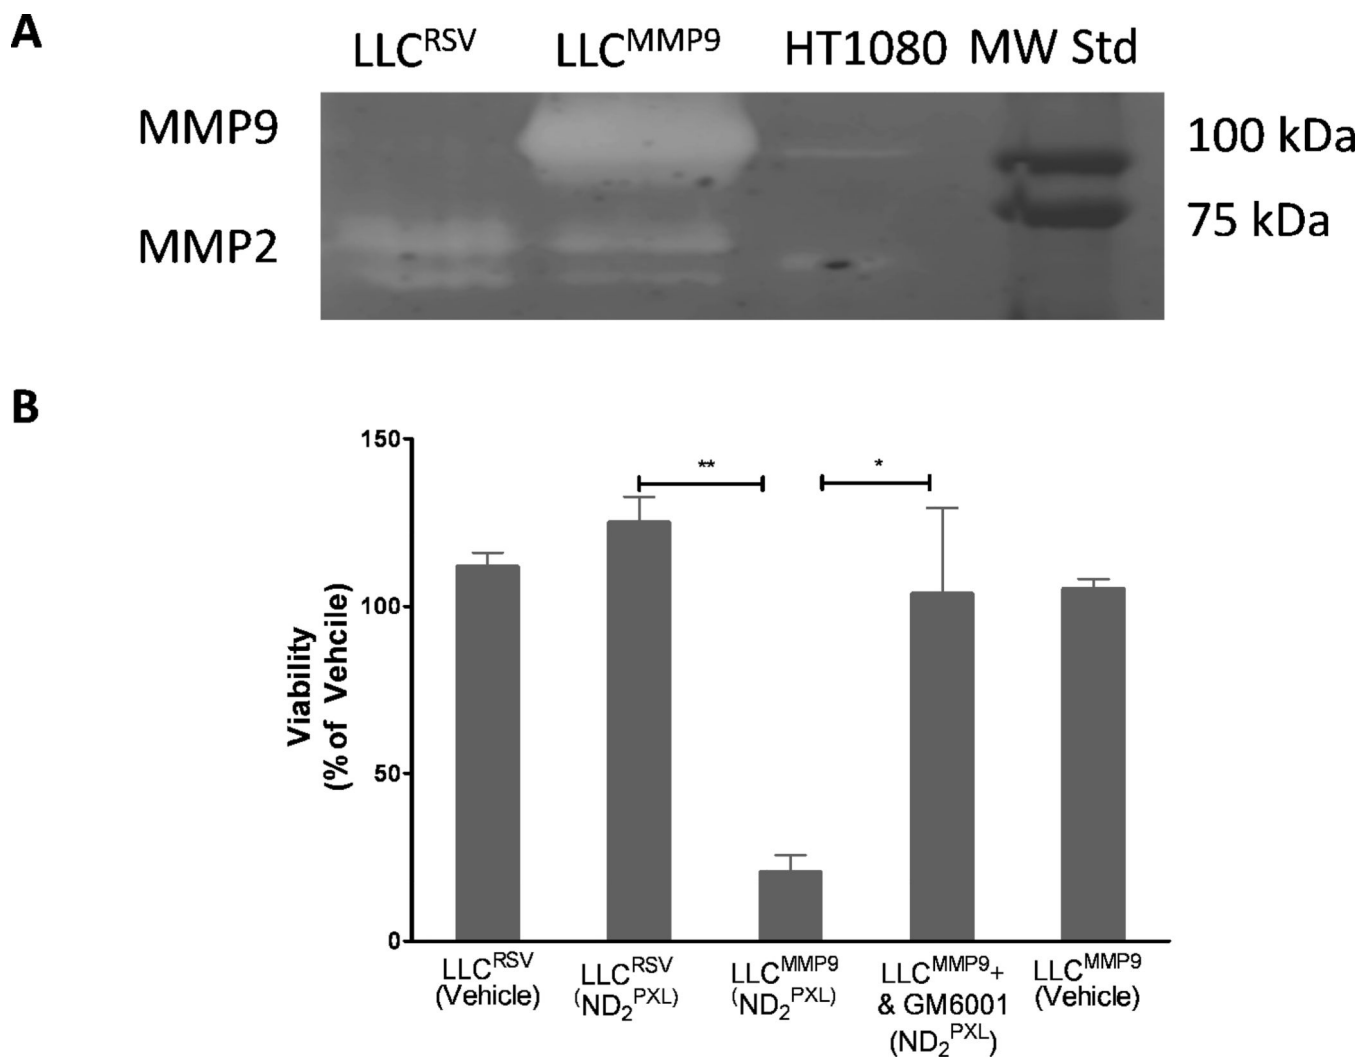 A
LLC^RSV LLC^MMP9 HT1080 MW Std
MMP9 100 kDa
MMP2 75 kDa
B
150
100
50
0
Viability
(% of Vehcile)
** *
LLC^RSV
(Vehicle)
LLC^RSV
(ND₂^PXL)
LLC^MMP9
(ND₂^PXL)
LLC^MMP9+
& GM6001
(ND₂^PXL)
LLC^MMP9
(Vehicle)